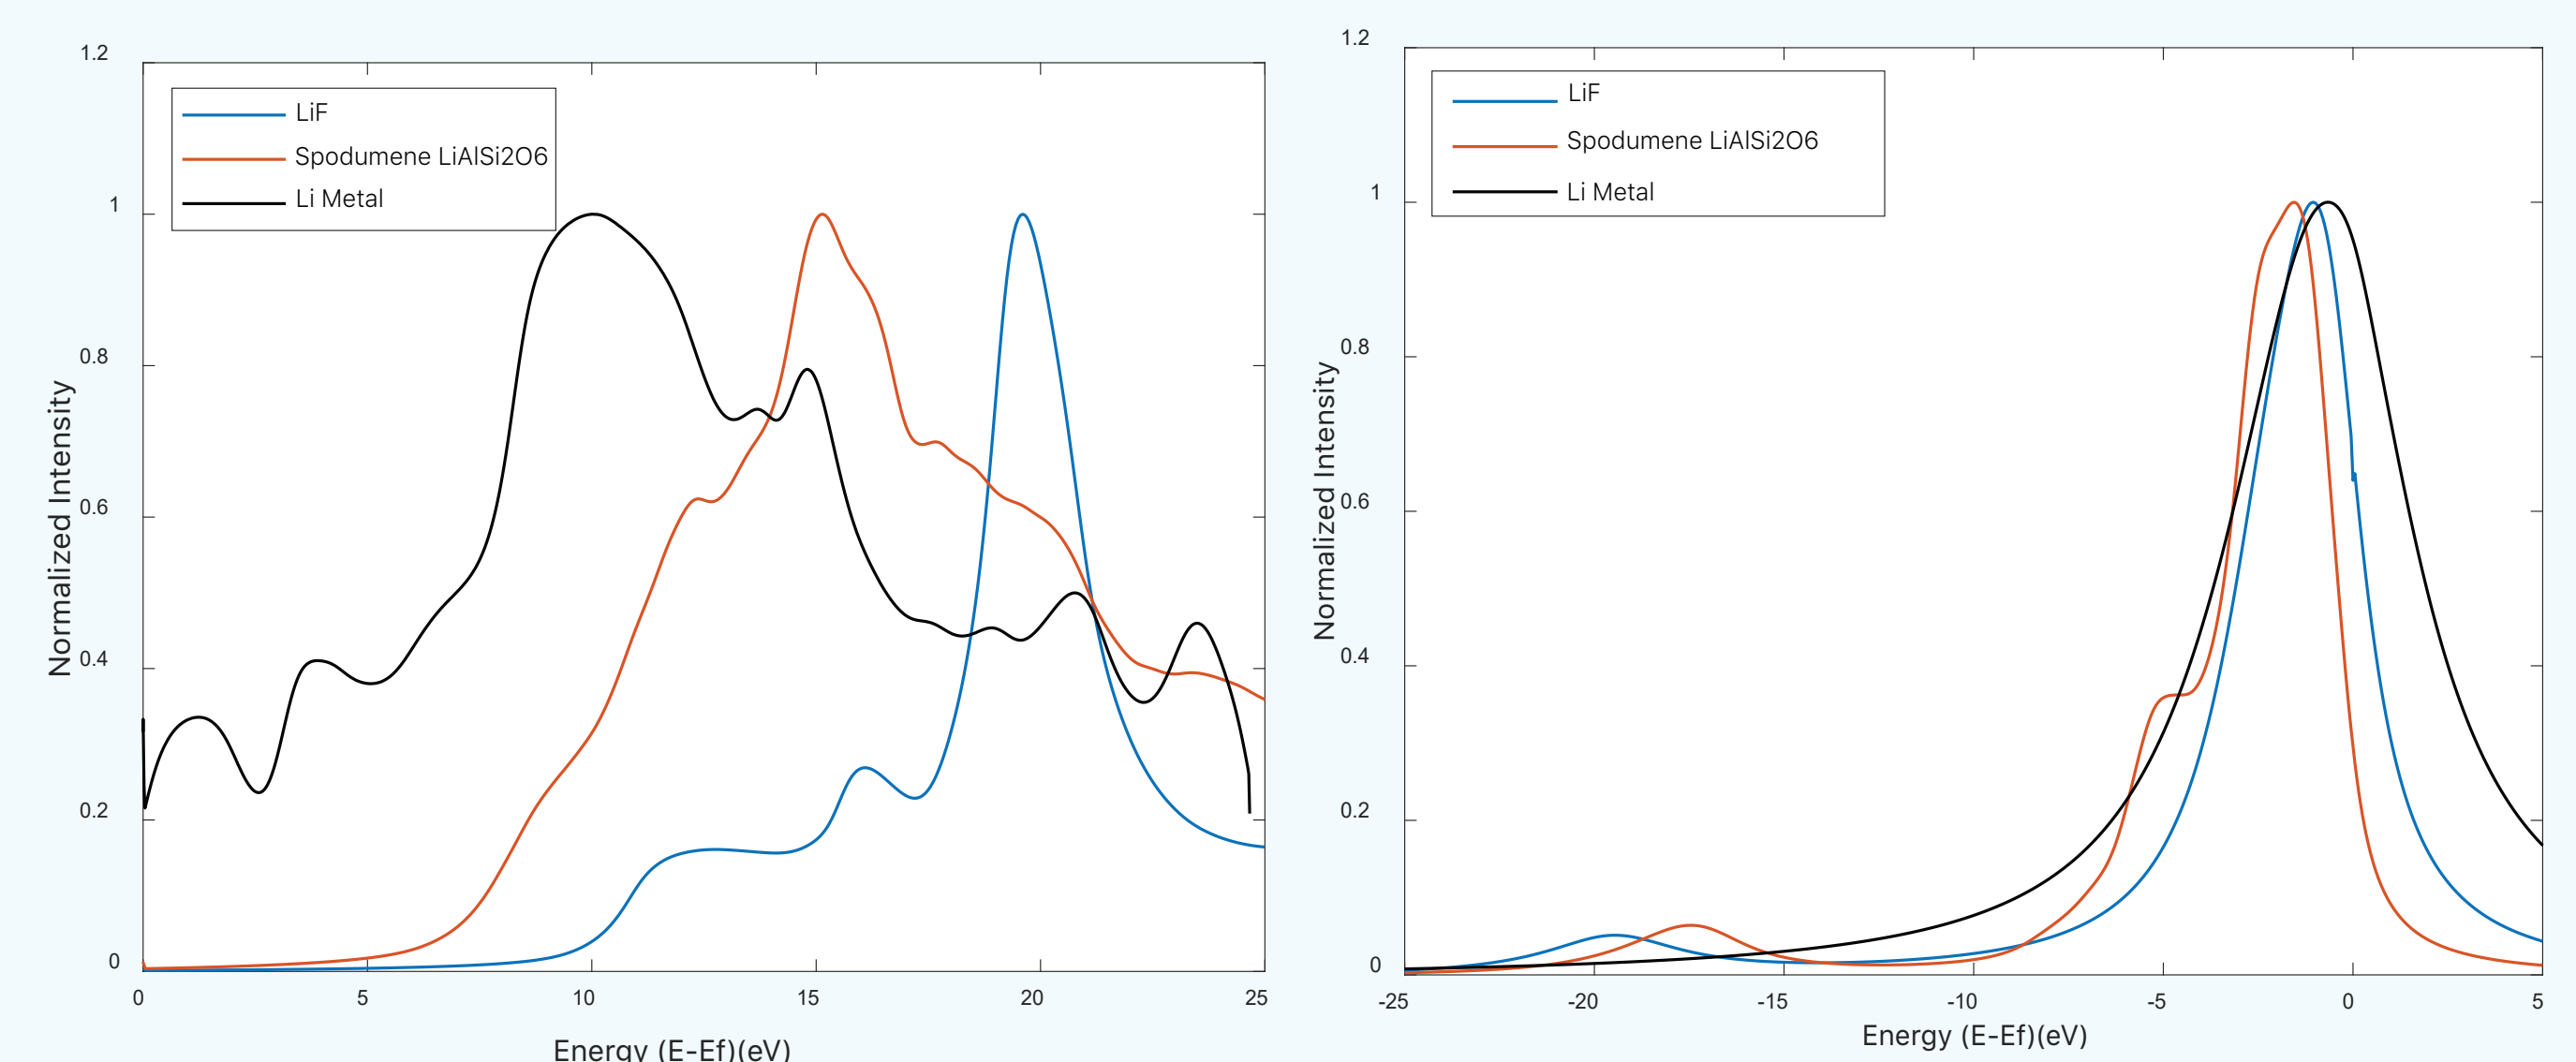 1.2
1
0.8
0.6
0.4
0.2
0
Normalized Intensity
LiF
Spodumene LiAlSi2O6
Li Metal
0 5 10 15 20 25
Energy (E-Ef)(eV)
1.2
1
0.8
0.6
0.4
0.2
0
Normalized Intensity
LiF
Spodumene LiAlSi2O6
Li Metal
-25 -20 -15 -10 -5 0 5
Energy (E-Ef)(eV)